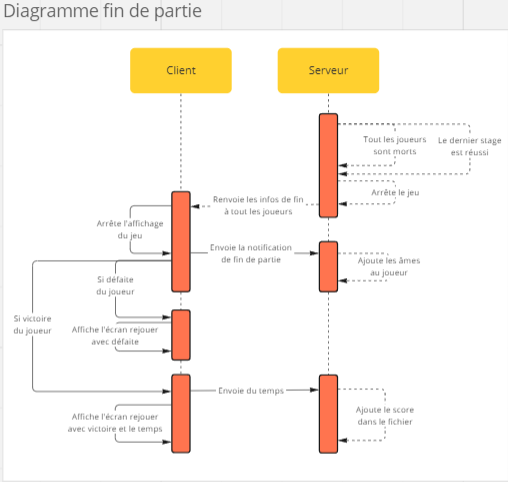 Diagramme fin de partie
Client
Serveur
Tout les joueurs
sont morts
Le dernier stage
est réussi
Arrête le jeu
Renvoie les infos de fin
à tout les joueurs
Arrête l'affichage
du jeu
Envoie la notification
de fin de partie
Ajoute les âmes
au joueur
Si défaite
du joueur
Si victoire
du joueur
Affiche l'écran rejouer
avec défaite
Envoie du temps
Affiche l'écran rejouer
avec victoire et le temps
Ajoute le score
dans le fichier